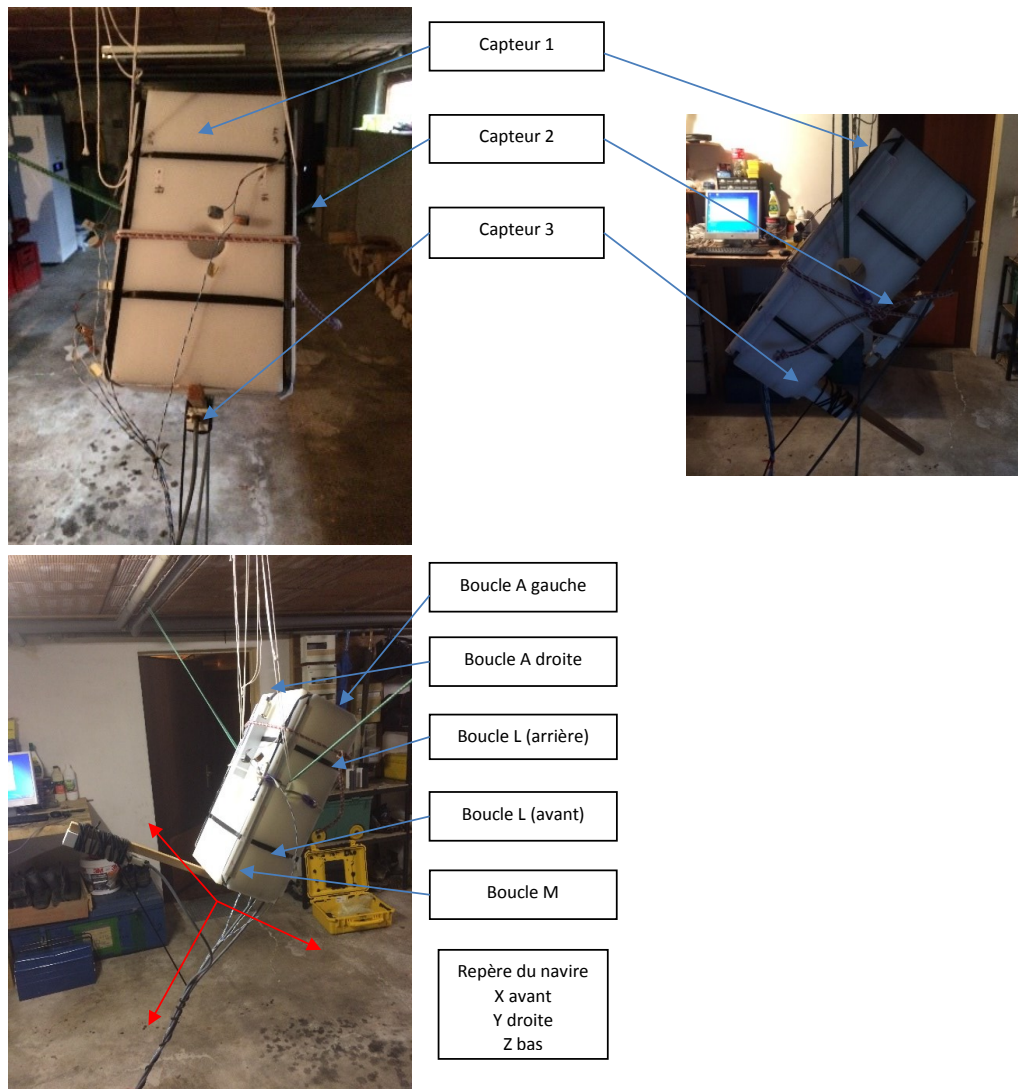 Capteur 1
Capteur 2
Capteur 3
Boucle A gauche
Boucle A droite
Boucle L (arrière)
Boucle L (avant)
Boucle M
Repère du navire
X avant
Y droite
Z bas